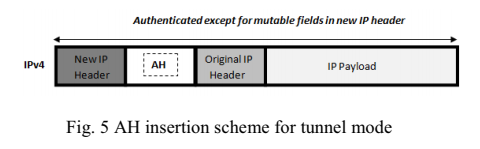 Authenticated except for mutable fields in new IP header
IPv4
New IP
Header
AH
Original IP
Header
IP Payload
Fig. 5 AH insertion scheme for tunnel mode